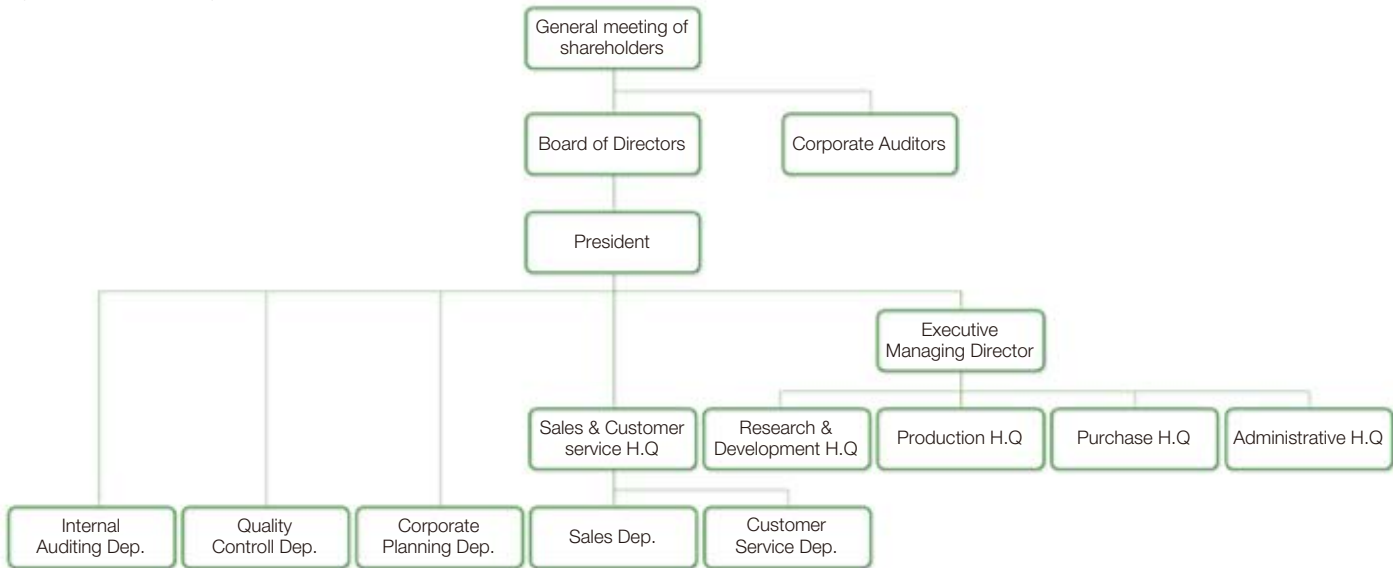 General meeting of
shareholders
Board of Directors
Corporate Auditors
President
Executive
Managing Director
Sales & Customer
service H.Q
Research &
Development H.Q
Production H.Q
Purchase H.Q
Administrative H.Q
Internal
Auditing Dep.
Quality
Controll Dep.
Corporate
Planning Dep.
Sales Dep.
Customer
Service Dep.